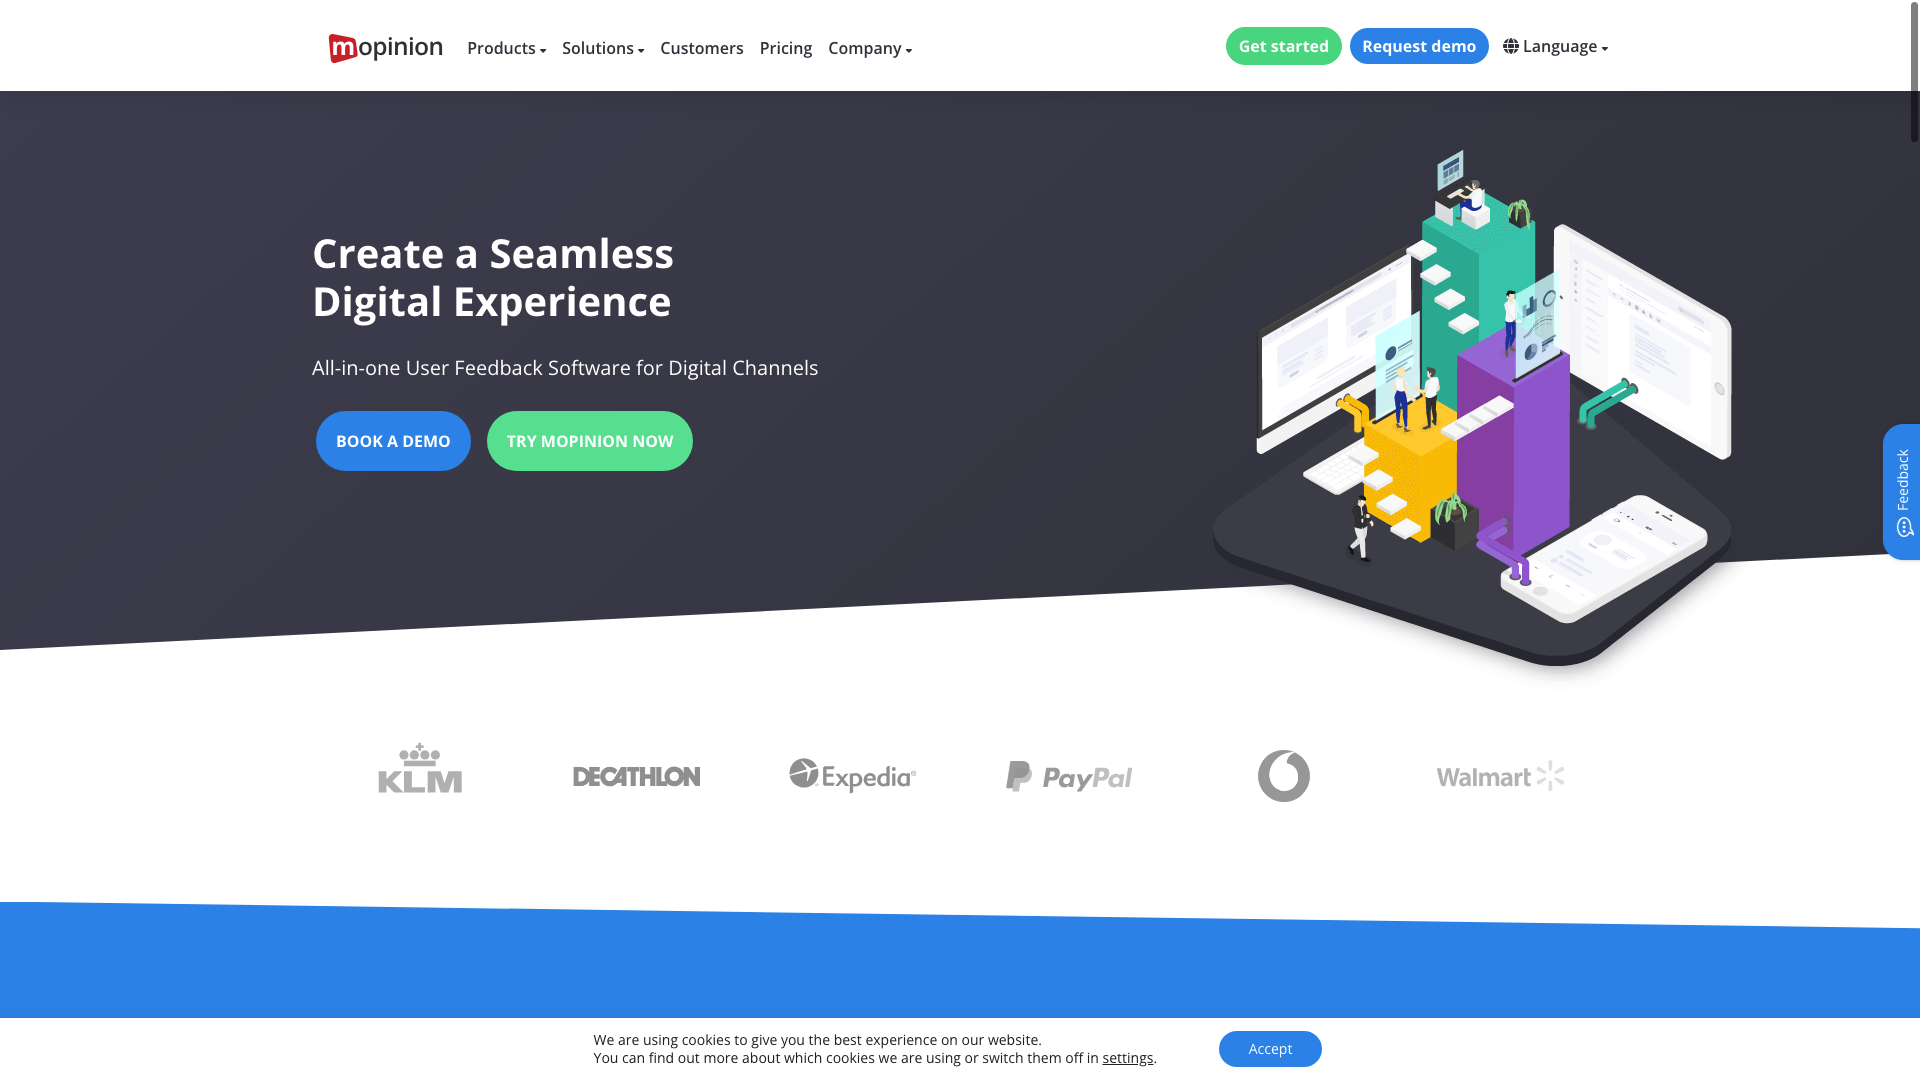 mopinion Products Solutions Customers Pricing Company Get started Request demo Language
Create a Seamless
Digital Experience
All-in-one User Feedback Software for Digital Channels
BOOK A DEMO TRY MOPINION NOW
Feedback
KLM DECATHLON Expedia® PayPal Walmart
We are using cookies to give you the best experience on our website.
You can find out more about which cookies we are using or switch them off in settings.
Accept